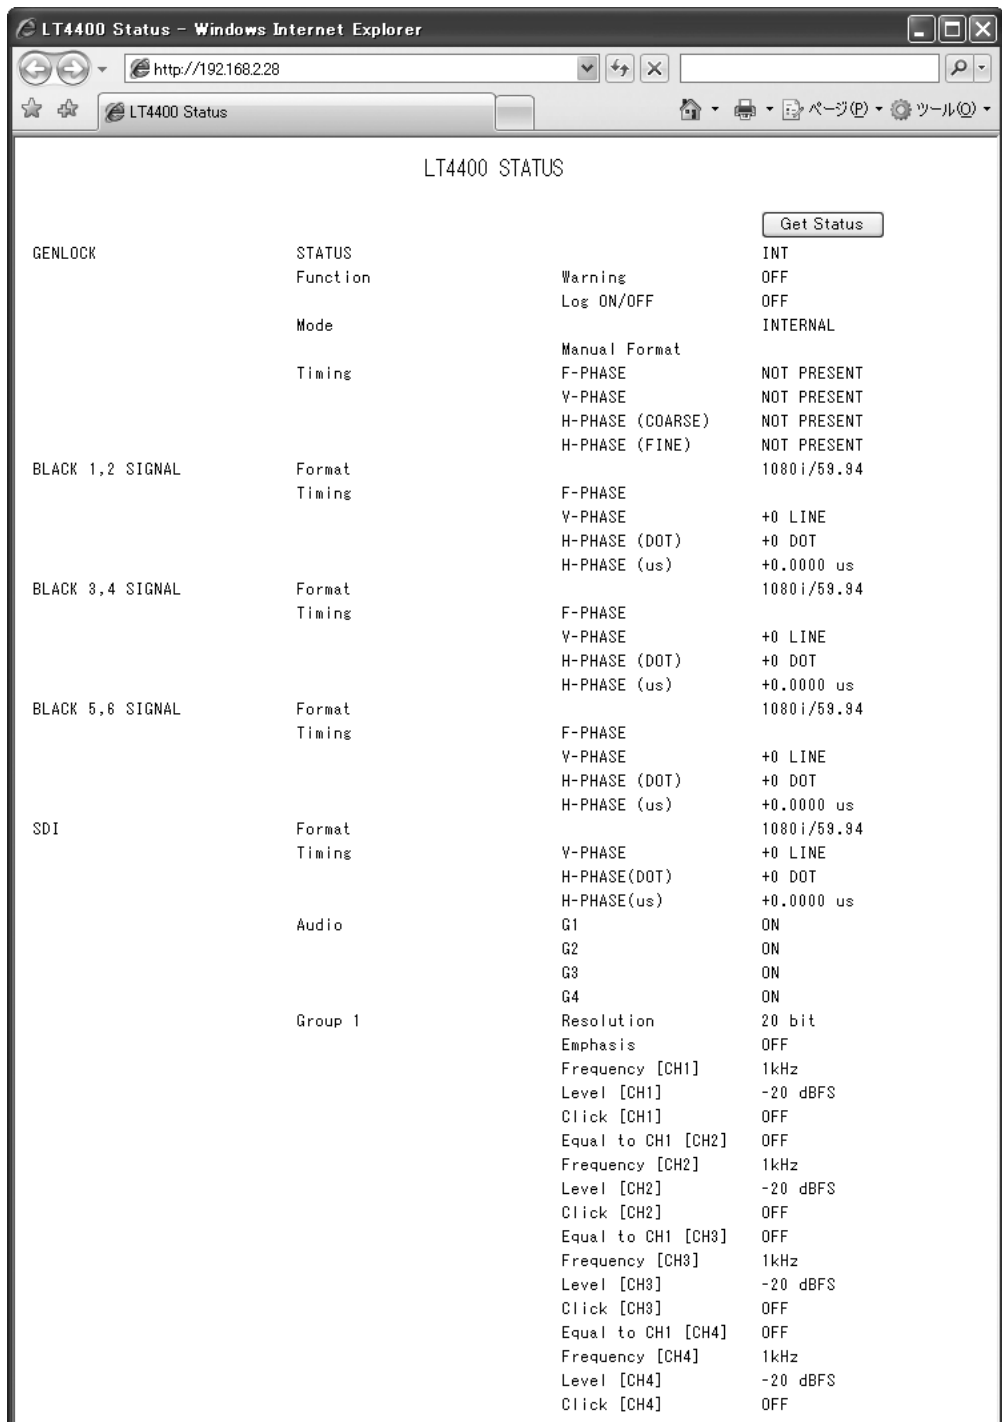 LT4400 Status - Windows Internet Explorer
http://192.168.2.28
LT4400 Status
ページ(P) ツール(O)
LT4400 STATUS
Get Status
GENLOCK STATUS INT
Function Warning OFF
Log ON/OFF OFF
Mode INTERNAL
Manual Format
Timing F-PHASE NOT PRESENT
V-PHASE NOT PRESENT
H-PHASE (COARSE) NOT PRESENT
H-PHASE (FINE) NOT PRESENT
BLACK 1,2 SIGNAL Format 1080i/59.94
Timing F-PHASE
V-PHASE +0 LINE
H-PHASE (DOT) +0 DOT
H-PHASE (us) +0.0000 us
BLACK 3,4 SIGNAL Format 1080i/59.94
Timing F-PHASE
V-PHASE +0 LINE
H-PHASE (DOT) +0 DOT
H-PHASE (us) +0.0000 us
BLACK 5,6 SIGNAL Format 1080i/59.94
Timing F-PHASE
V-PHASE +0 LINE
H-PHASE (DOT) +0 DOT
H-PHASE (us) +0.0000 us
SDI Format 1080i/59.94
Timing V-PHASE +0 LINE
H-PHASE(DOT) +0 DOT
H-PHASE(us) +0.0000 us
Audio G1 ON
G2 ON
G3 ON
G4 ON
Group 1 Resolution 20 bit
Emphasis OFF
Frequency [CH1] 1kHz
Level [CH1] -20 dBFS
Click [CH1] OFF
Equal to CH1 [CH2] OFF
Frequency [CH2] 1kHz
Level [CH2] -20 dBFS
Click [CH2] OFF
Equal to CH1 [CH3] OFF
Frequency [CH3] 1kHz
Level [CH3] -20 dBFS
Click [CH3] OFF
Equal to CH1 [CH4] OFF
Frequency [CH4] 1kHz
Level [CH4] -20 dBFS
Click [CH4] OFF